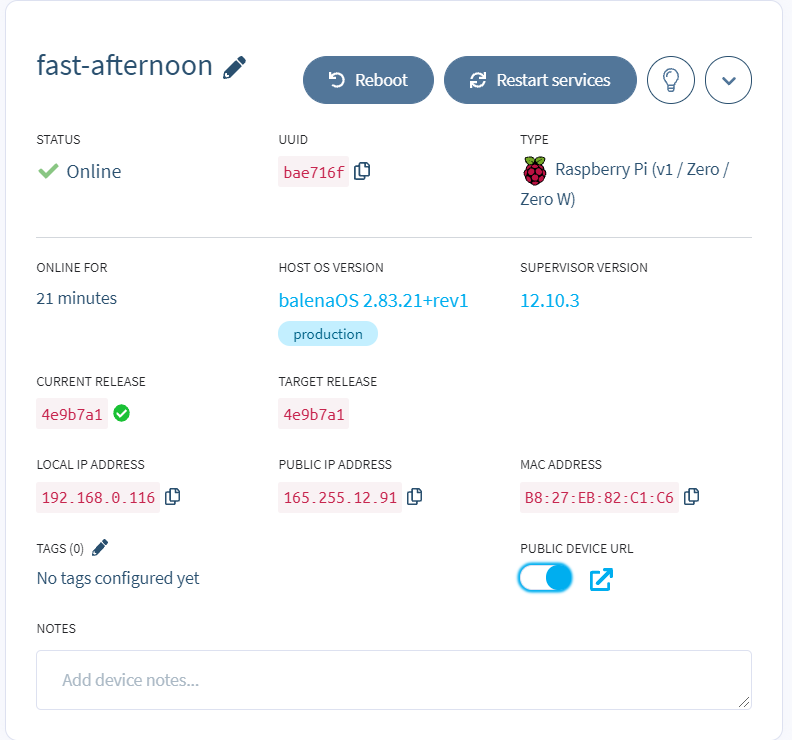 fast-afternoon
Reboot
Restart services
STATUS
UUID
TYPE
Online
bae716f
Raspberry Pi (v1 / Zero /
Zero W)
ONLINE FOR
HOST OS VERSION
SUPERVISOR VERSION
21 minutes
balenaOS 2.83.21+rev1
12.10.3
production
CURRENT RELEASE
TARGET RELEASE
4e9b7a1
4e9b7a1
LOCAL IP ADDRESS
PUBLIC IP ADDRESS
MAC ADDRESS
192.168.0.116
165.255.12.91
B8:27:EB:82:C1:C6
TAGS (0)
PUBLIC DEVICE URL
No tags configured yet
NOTES
Add device notes...